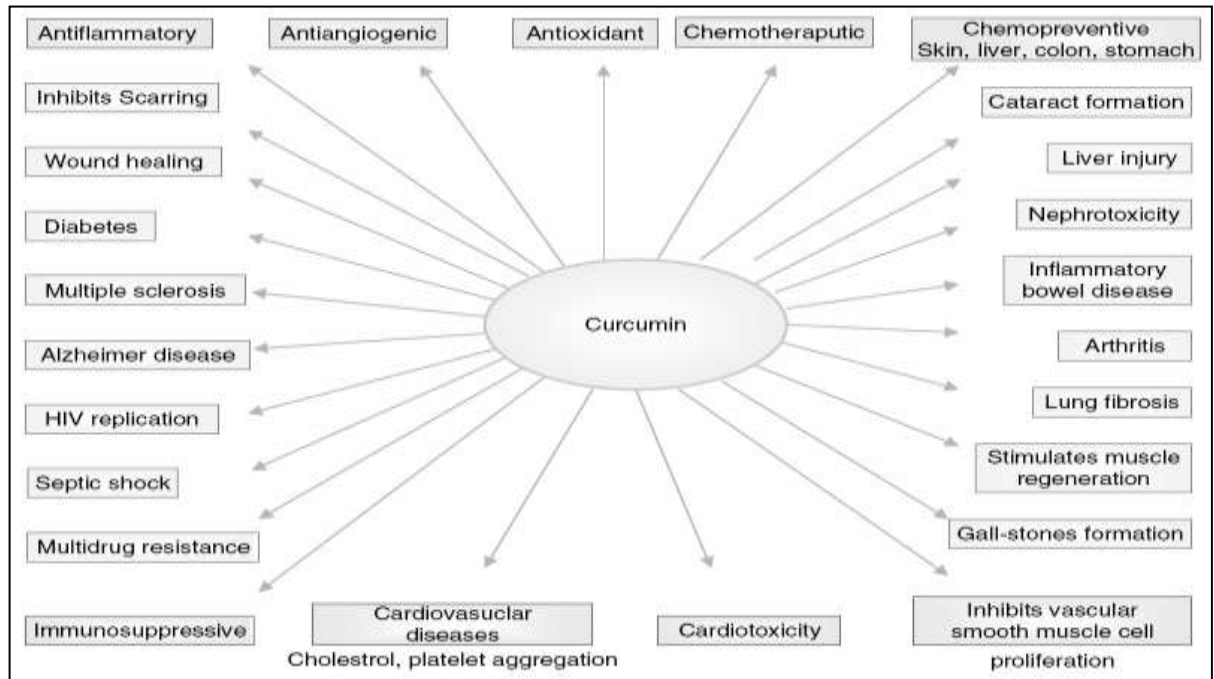 Antiflammatory
Antiangiogenic
Antioxidant
Chemotheraputic
Chemopreventive
Skin, liver, colon, stomach
Inhibits Scarring
Cataract formation
Wound healing
Liver injury
Diabetes
Nephrotoxicity
Multiple sclerosis
Inflammatory
bowel disease
Curcumin
Alzheimer disease
Arthritis
HIV replication
Lung fibrosis
Septic shock
Stimulates muscle
regeneration
Multidrug resistance
Gall-stones formation
Immunosuppressive
Cardiovasuclar
diseases
Cholestrol, platelet aggregation
Cardiotoxicity
Inhibits vascular
smooth muscle cell
proliferation